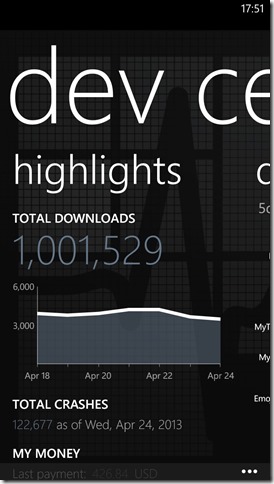 17:51
dev ce
highlights
TOTAL DOWNLOADS
1,001,529
6,000
3,000
Apr 18
Apr 20
Apr 22
Apr 24
TOTAL CRASHES
122,677 as of Wed, Apr 24, 2013
MY MONEY
Last payment: 426.84 USD
MyT
My
Emo